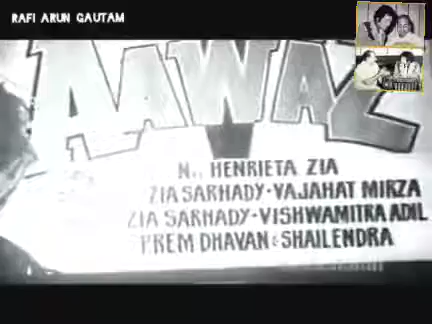 RAFI ARUN GAUTAM
AAWAZ
HENRIETA ZIA
ZIA SARHADY·VAJAHAT MIRZA
ZIA SARHADY·VISHWAMITRA ADIL
PREM DHAVAN & SHAILENDRA